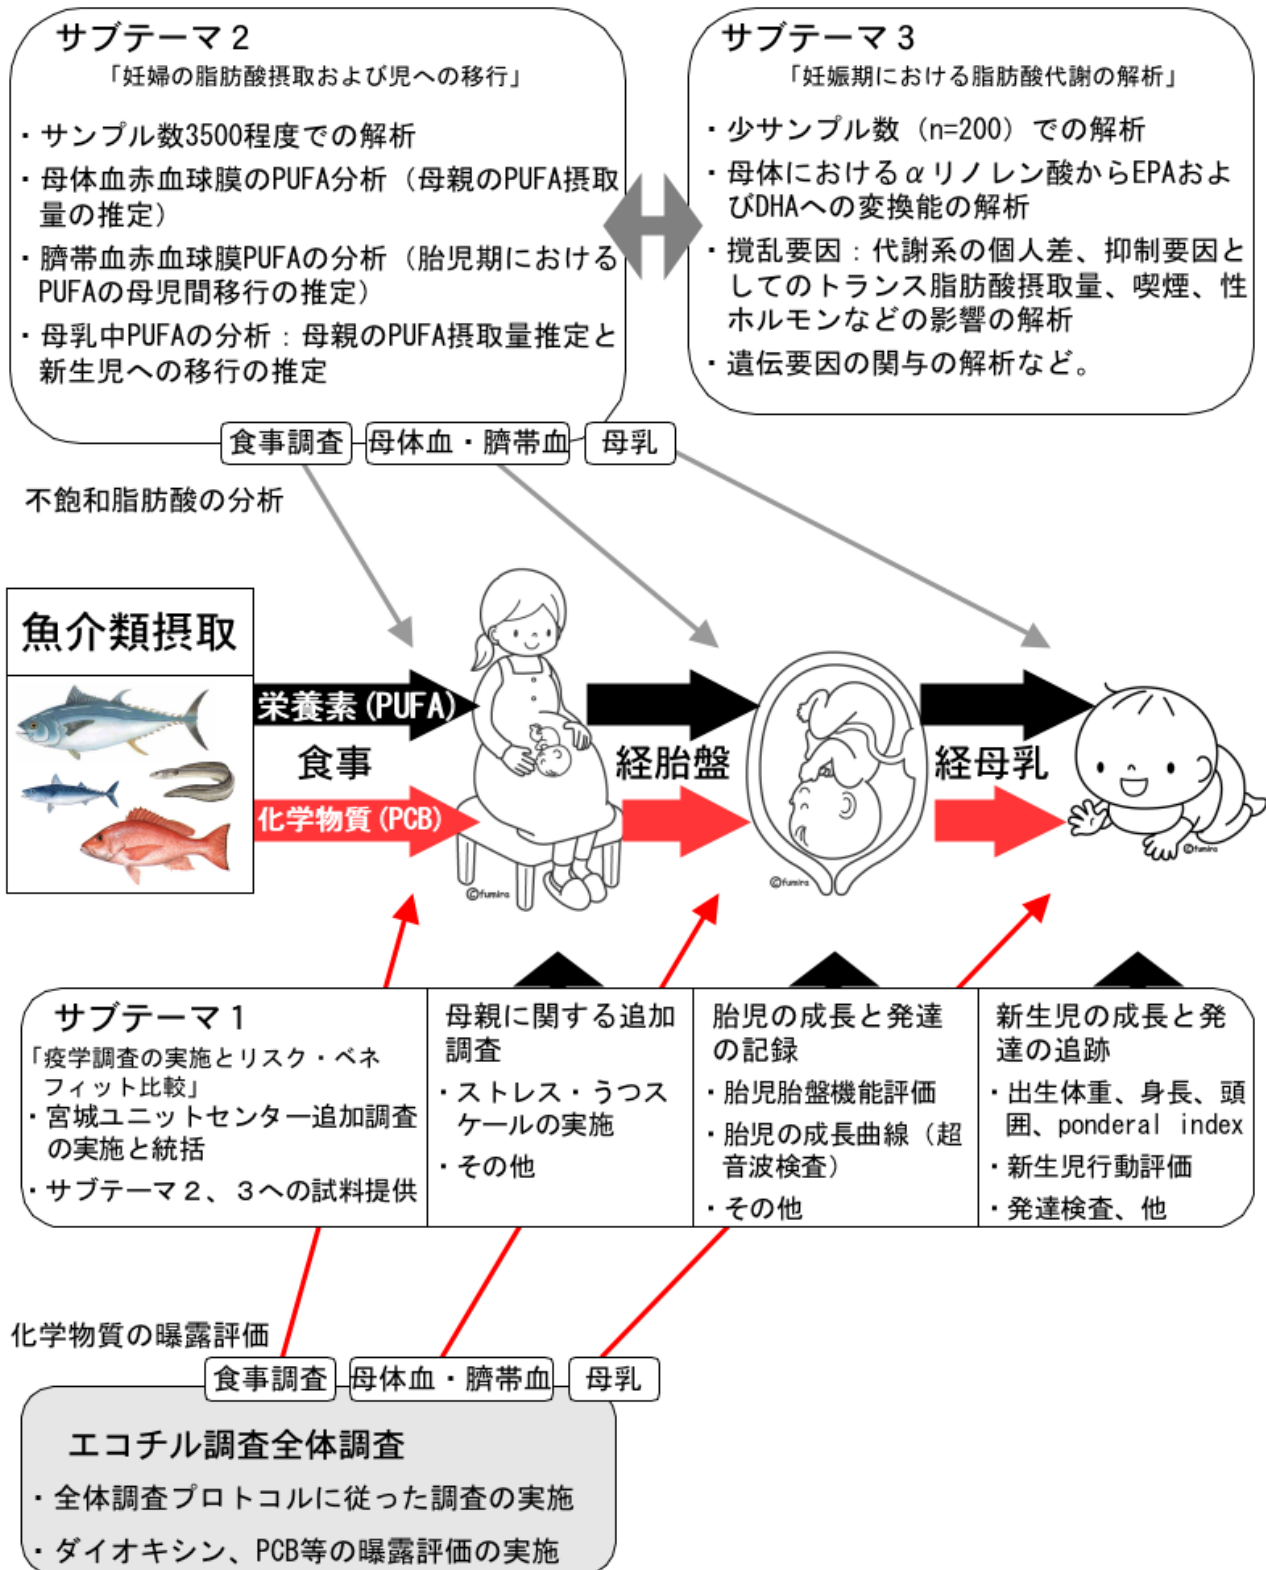 サブテーマ２
「妊婦の脂肪酸摂取および児への移行」
・サンプル数3500程度での解析
・母体血赤血球膜のPUFA分析（母親のPUFA摂取
量の推定）
・臍帯血赤血球膜PUFAの分析（胎児期における
PUFAの母児間移行の推定）
・母乳中PUFAの分析：母親のPUFA摂取量推定と
新生児への移行の推定
サブテーマ３
「妊娠期における脂肪酸代謝の解析」
・少サンプル数（n=200）での解析
・母体におけるαリノレン酸からEPAおよ
びDHAへの変換能の解析
・撹乱要因：代謝系の個人差、抑制要因と
してのトランス脂肪酸摂取量、喫煙、性
ホルモンなどの影響の解析
・遺伝要因の関与の解析など。
食事調査
母体血・臍帯血
母乳
不飽和脂肪酸の分析
魚介類摂取
栄養素(PUFA)
食事
経胎盤
経母乳
化学物質(PCB)
©fumira
©fumira
©fumira
サブテーマ１
「疫学調査の実施とリスク・ベネ
フィット比較」
・宮城ユニットセンター追加調査
の実施と統括
・サブテーマ２、３への試料提供
母親に関する追加
調査
・ストレス・うつス
ケールの実施
・その他
胎児の成長と発達
の記録
・胎児胎盤機能評価
・胎児の成長曲線（超
音波検査）
・その他
新生児の成長と発
達の追跡
・出生体重、身長、頭
囲、ponderal index
・新生児行動評価
・発達検査、他
化学物質の曝露評価
食事調査
母体血・臍帯血
母乳
エコチル調査全体調査
・全体調査プロトコルに従った調査の実施
・ダイオキシン、PCB等の曝露評価の実施